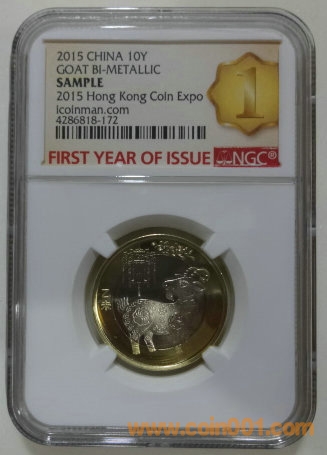 2015 CHINA 10Y
GOAT BI-METALLIC
SAMPLE
2015 Hong Kong Coin Expo
icoinman.com
4286818-172
1
FIRST YEAR OF ISSUE NGC®
www.coin001.com